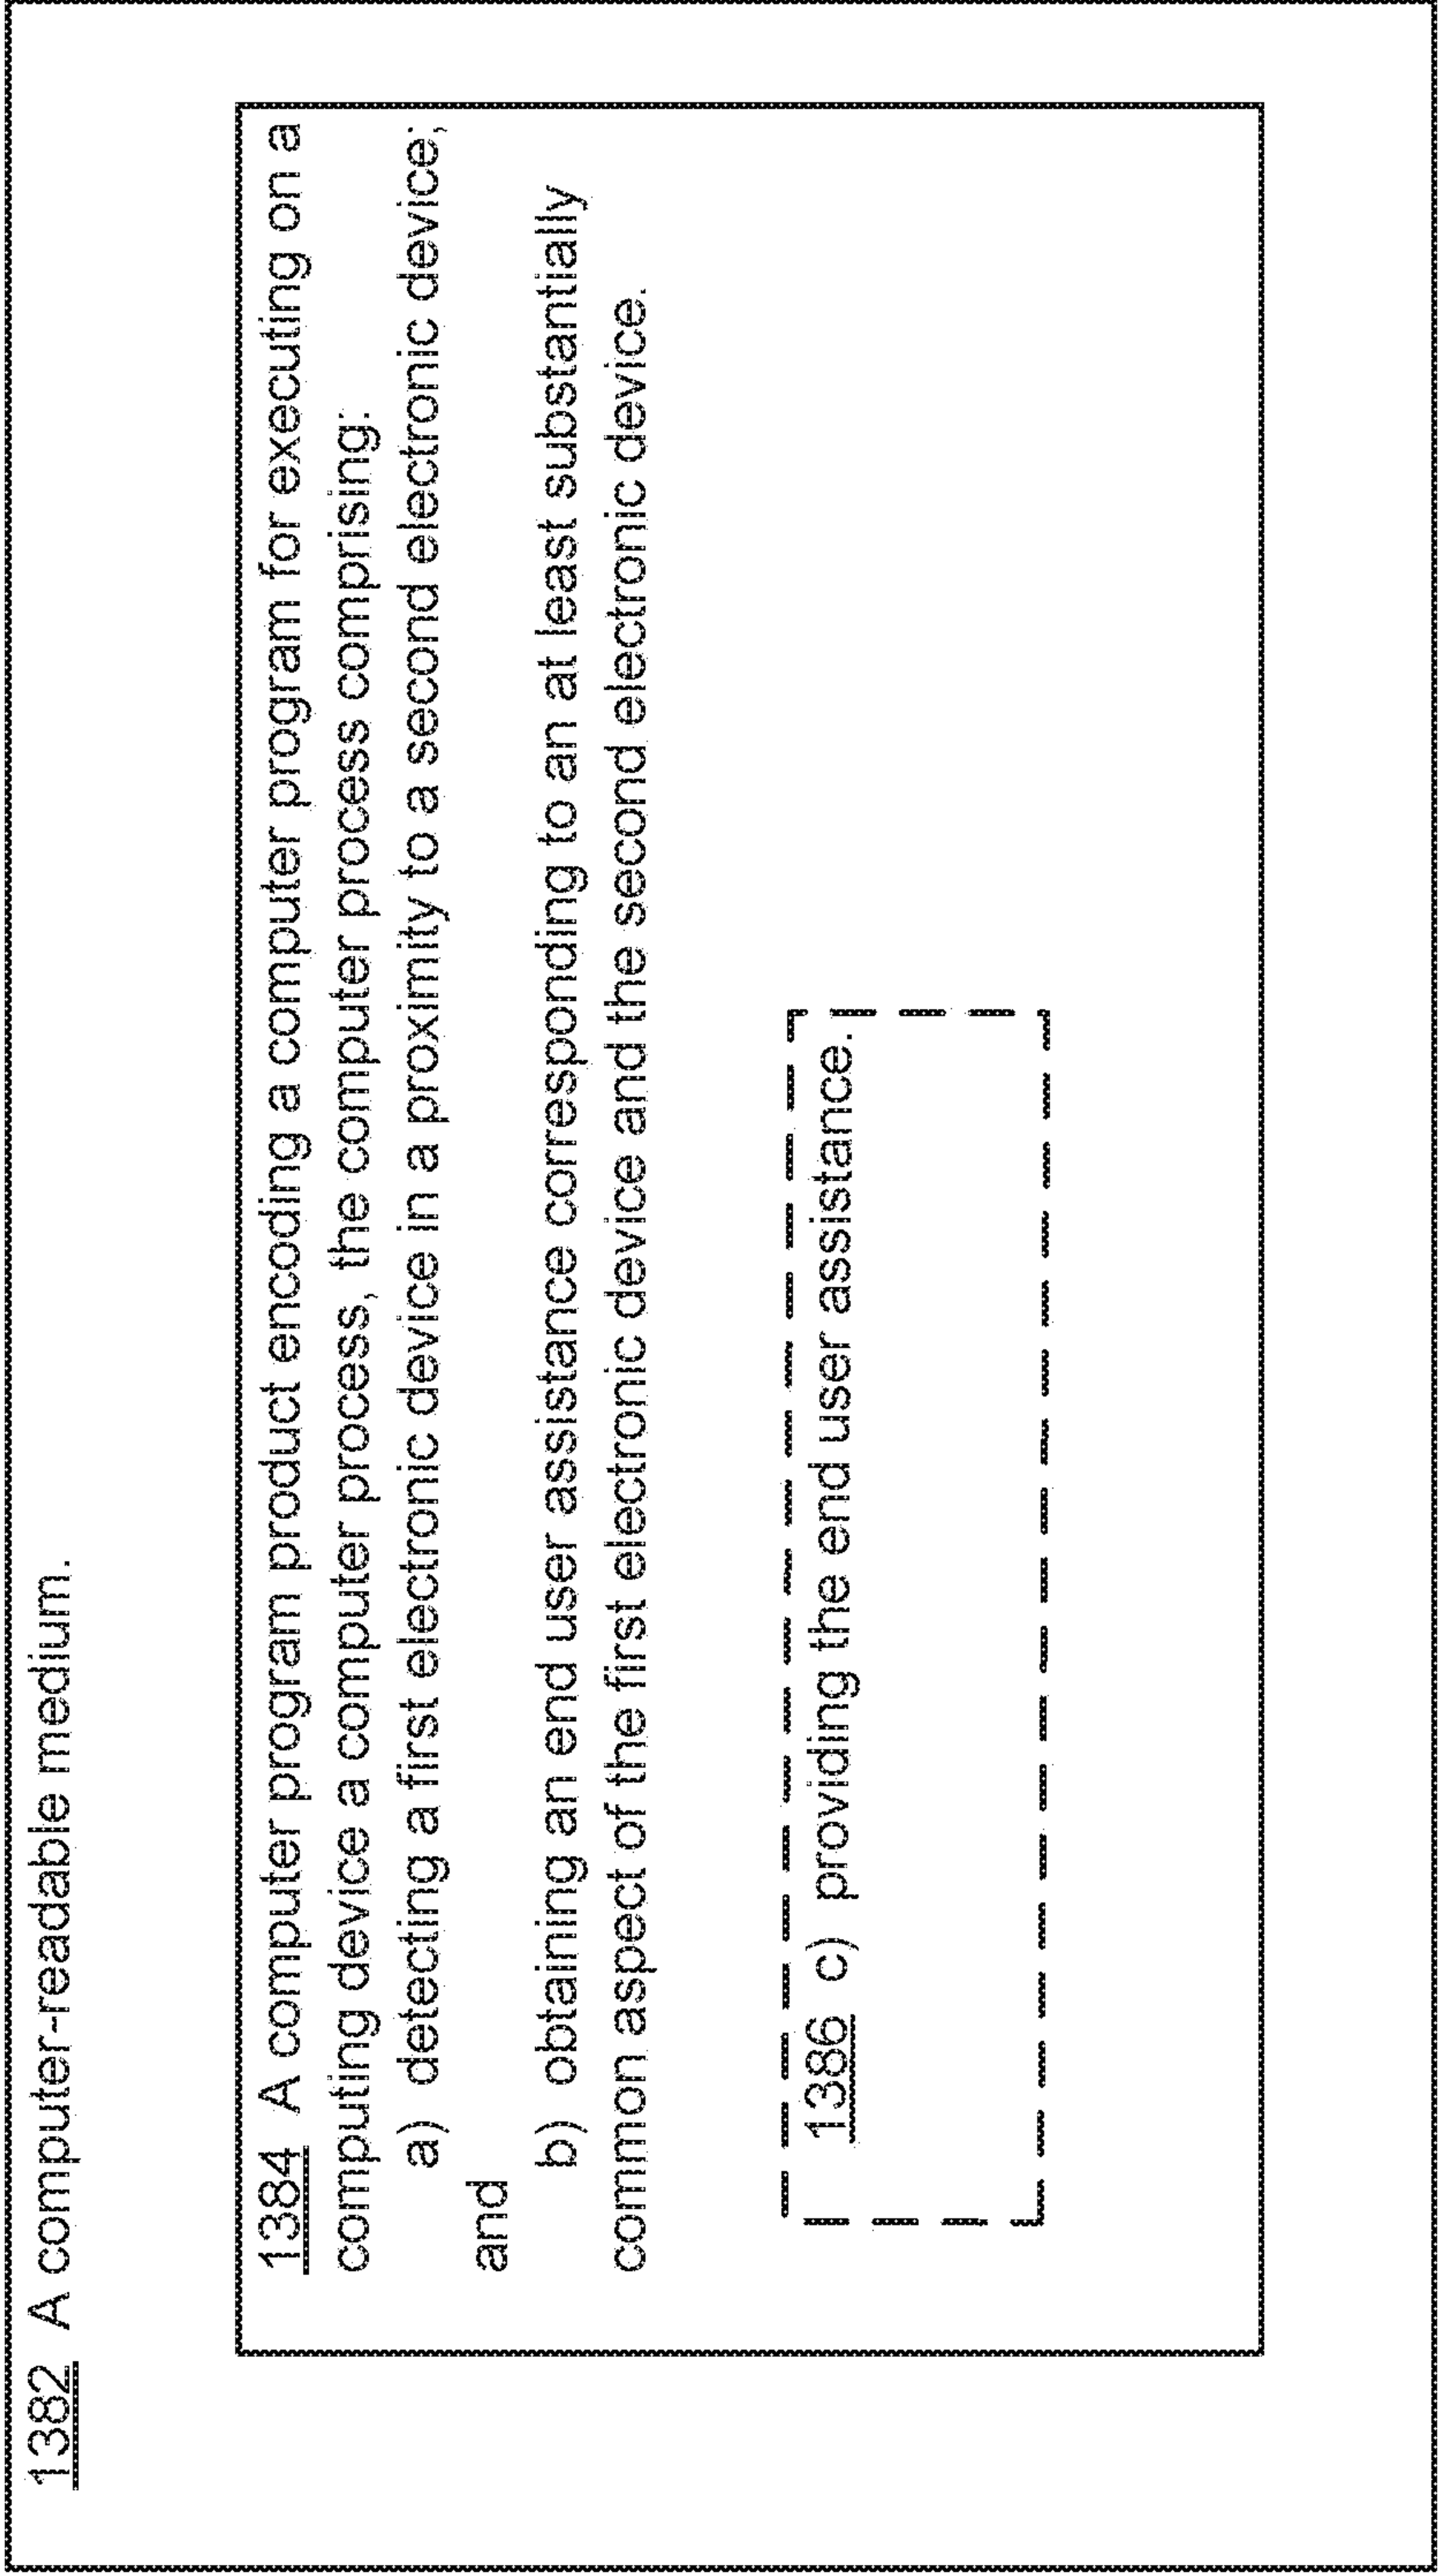 1382 A computer-readable medium.
1384 A computer program product encoding a computer program for executing on a
computing device a computer process, the computer process comprising:
a) detecting a first electronic device in a proximity to a second electronic device;
and
b) obtaining an end user assistance corresponding to an at least substantially
common aspect of the first electronic device and the second electronic device.
1386 c) providing the end user assistance.